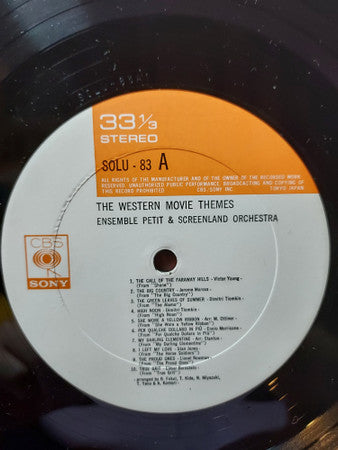 33 1/3
STEREO
SOLU - 83 A
ALL RIGHTS OF THE MANUFACTURER AND OF THE OWNER OF THE RECORDED WORK
RESERVED. UNAUTHORIZED PUBLIC PERFORMANCE, BROADCASTING AND COPYING OF
THIS RECORD PROHIBITED CBS/SONY INC. TOKYO JAPAN
THE WESTERN MOVIE THEMES
ENSEMBLE PETIT & SCREENLAND ORCHESTRA
CBS
SONY
1. THE CALL OF THE FARAWAY HILLS - Victor Young -
(From "Shane")
2. THE BIG COUNTRY - Jerome Moross -
(From "The Big Country")
3. THE GREEN LEAVES OF SUMMER - Dimitri Tiomkin -
(From "The Alamo")
4. HIGH NOON - Dimitri Tiomkin -
(From "High Noon")
5. SHE WORE A YELLOW RIBBON - Arr. M. Ottner -
(From "She Wore a Yellow Ribbon")
6. PER QUALCHE DOLLARO IN PIU - Ennio Morricone -
(From "Per Qualche Dollaro in Piu")
7. MY DARLING CLEMENTINE - Arr.
(From "My Darling Clementine")
8. I LEFT MY LOVE - Stan Jones -
(From "The Horse Soldiers")
9. THE PROUD ONES - Lionel Newman -
(From "The Proud Ones")
10. TRUE GRIT - Elmer Bernstein -
(From "True Grit")
arranged by N. T. Kida, N. Miyazaki,
T. Yano & K.